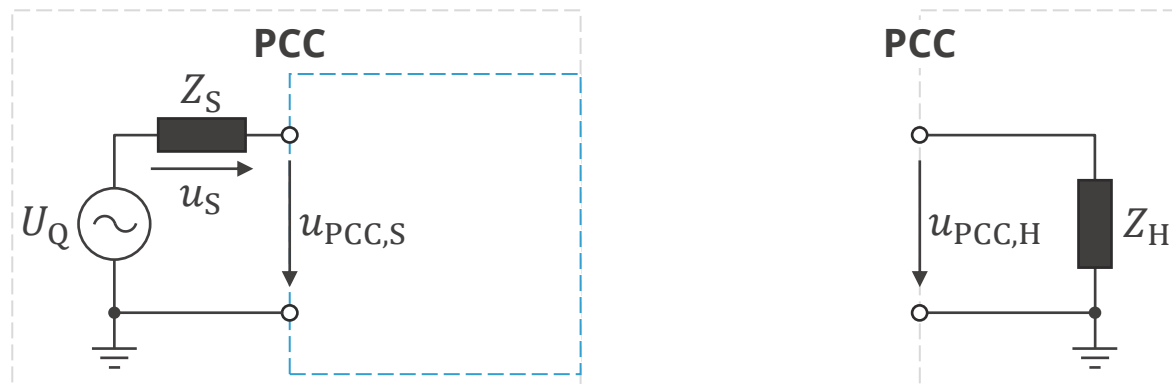 PCC
Z_S
u_S
U_Q
u_PCC,S
PCC
u_PCC,H
Z_H